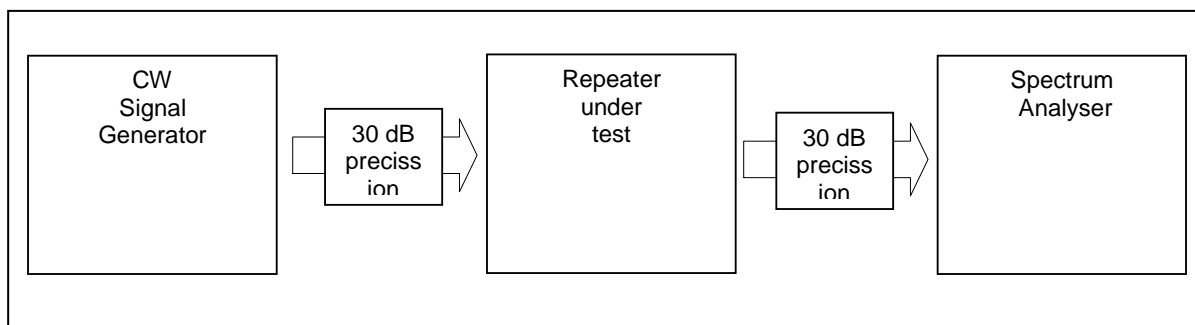 CW
Signal
Generator
30 dB
preciss
ion
Repeater
under
test
30 dB
preciss
ion
Spectrum
Analyser